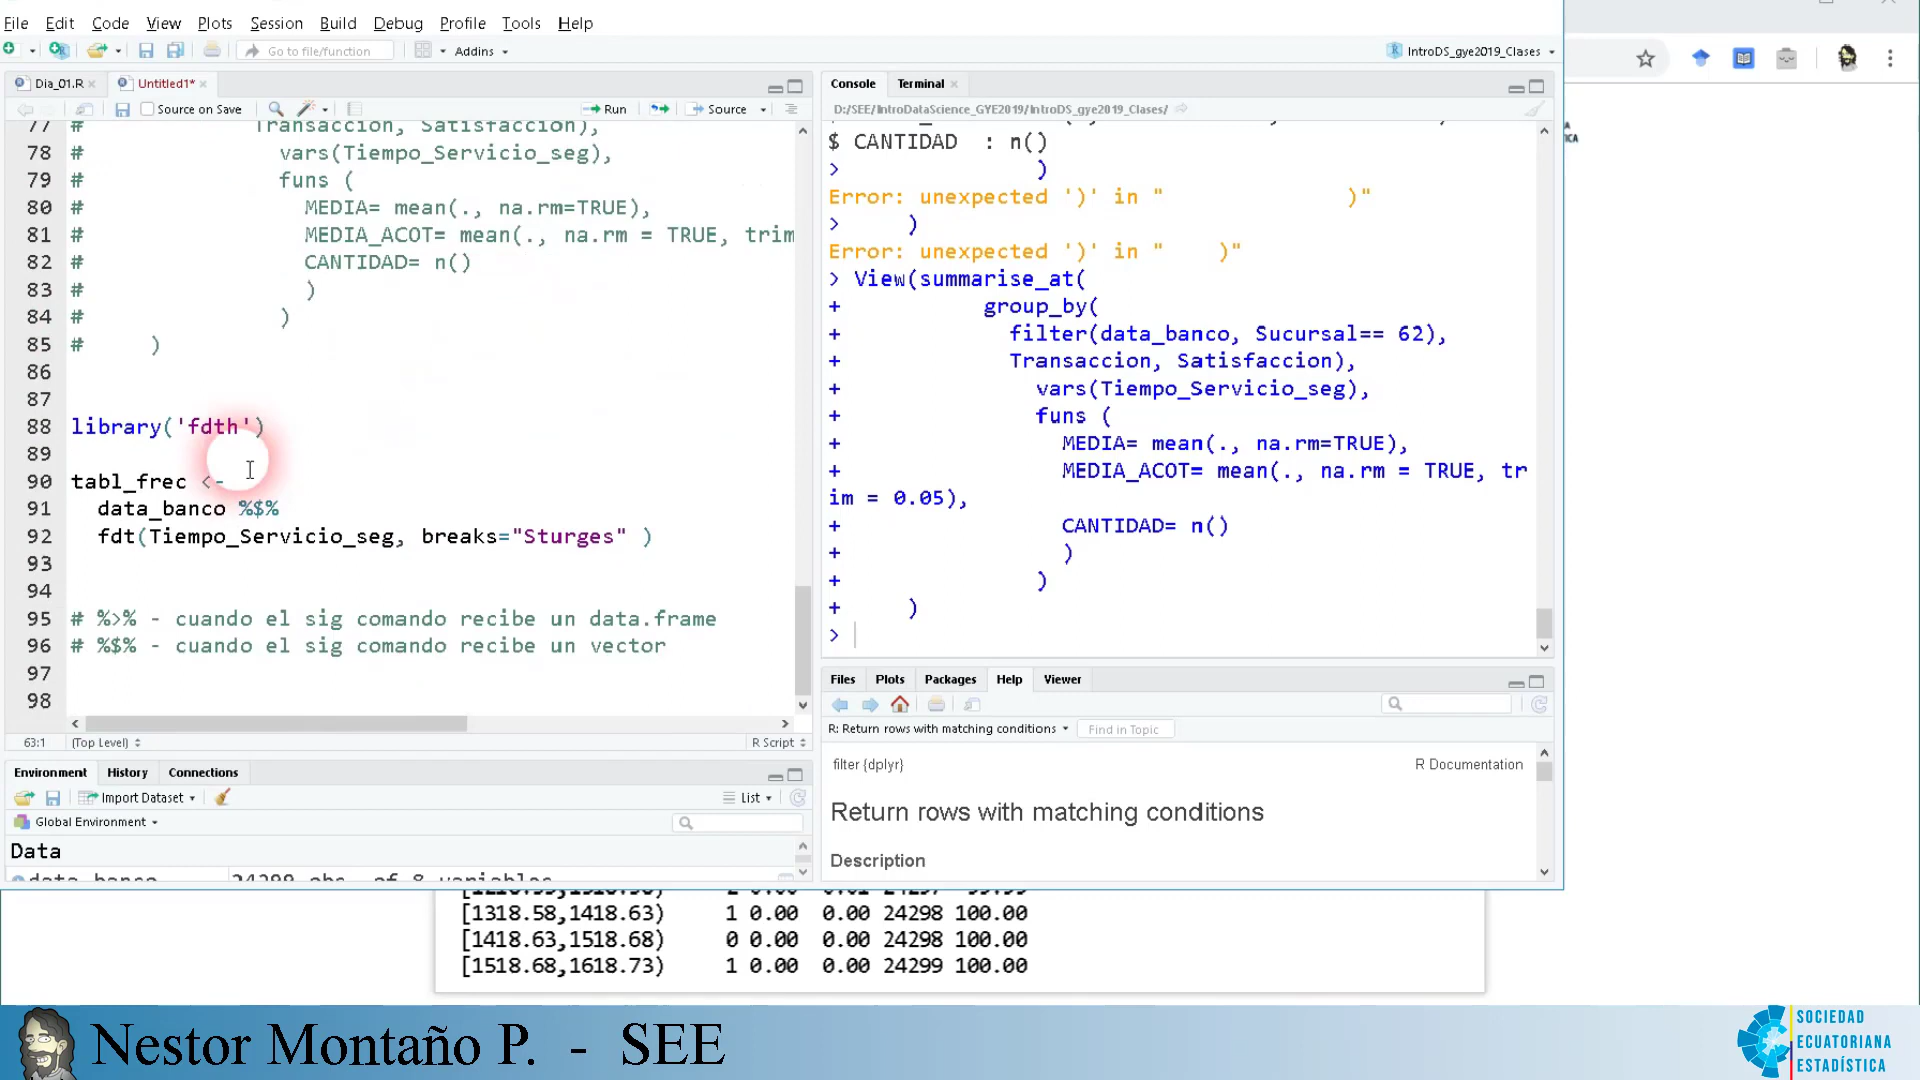 File Edit Code View Plots Session Build Debug Profile Tools Help
Go to file/function Addins IntroDS_gye2019_Clases
Dia_01.R Untitled1*
Source on Save Run Source
77 # Transaccion, Satisfaccion),
78 # vars(Tiempo_Servicio_seg),
79 # funs (
80 # MEDIA= mean(., na.rm=TRUE),
81 # MEDIA_ACOT= mean(., na.rm = TRUE, trim
82 # CANTIDAD= n()
83 # )
84 # )
85 # )
86
87
88 library('fdth')
89
90 tabl_frec <-
91 data_banco %$%
92 fdt(Tiempo_Servicio_seg, breaks="Sturges" )
93
94
95 # %>% - cuando el sig comando recibe un data.frame
96 # %$% - cuando el sig comando recibe un vector
97
98
63:1 (Top Level) R Script
Environment History Connections
Import Dataset List
Global Environment
Data
data_banco 24299 obs. of 8 variables
Console Terminal
D:/SEE/IntroDataScience_GYE2019/IntroDS_gye2019_Clases/
$ CANTIDAD : n()
> )
Error: unexpected ')' in " )"
> )
Error: unexpected ')' in " )"
> View(summarise_at(
+ group_by(
+ filter(data_banco, Sucursal== 62),
+ Transaccion, Satisfaccion),
+ vars(Tiempo_Servicio_seg),
+ funs (
+ MEDIA= mean(., na.rm=TRUE),
+ MEDIA_ACOT= mean(., na.rm = TRUE, tr
im = 0.05),
+ CANTIDAD= n()
+ )
+ )
+ )
>
Files Plots Packages Help Viewer
R: Return rows with matching conditions Find in Topic
filter {dplyr} R Documentation
Return rows with matching conditions
Description
[1318.58,1418.63) 1 0.00 0.00 24298 100.00
[1418.63,1518.68) 0 0.00 0.00 24298 100.00
[1518.68,1618.73) 1 0.00 0.00 24299 100.00
Nestor Montaño P. - SEE
SOCIEDAD
ECUATORIANA
ESTADÍSTICA